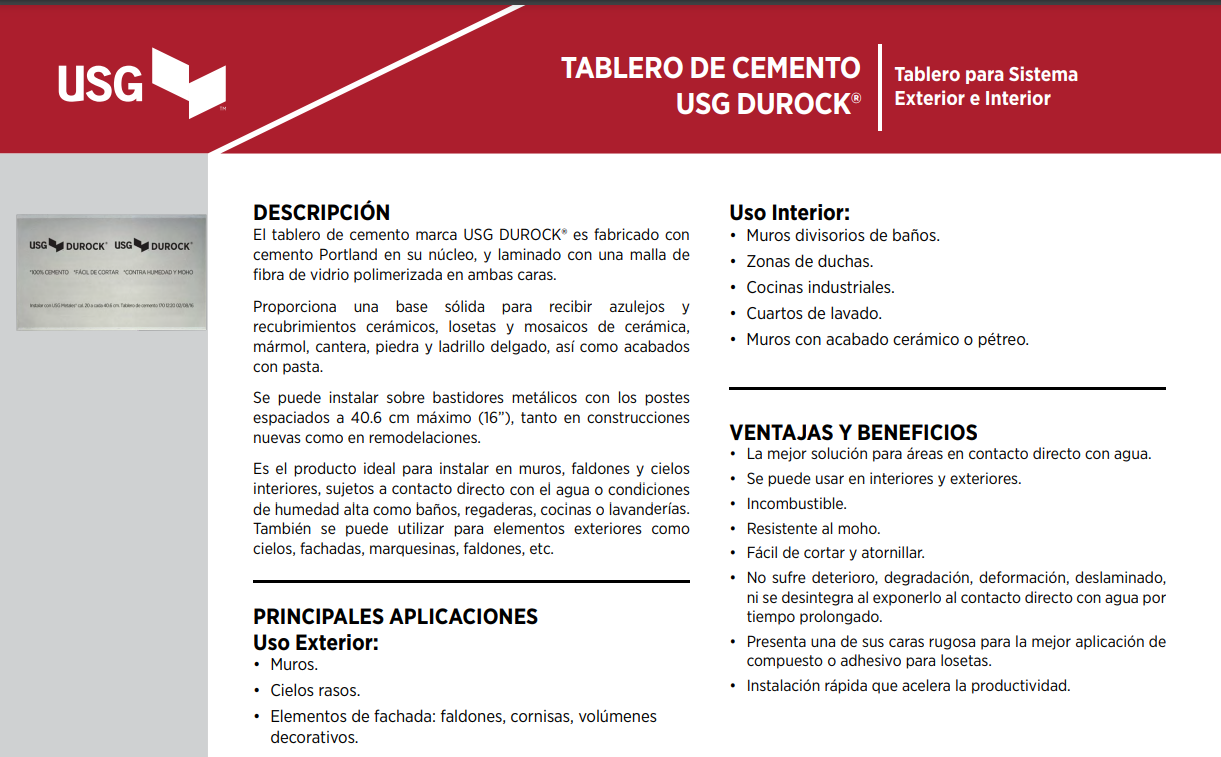 USG
TABLERO DE CEMENTO
USG DUROCK®
Tablero para Sistema
Exterior e Interior
USG DUROCK® USG DUROCK®
*100% CEMENTO *FÁCIL DE CORTAR *CONTRA HUMEDAD Y MOHO
DESCRIPCIÓN
El tablero de cemento marca USG DUROCK® es fabricado con
cemento Portland en su núcleo, y laminado con una malla de
fibra de vidrio polimerizada en ambas caras.
Proporciona una base sólida para recibir azulejos y
recubrimientos cerámicos, losetas y mosaicos de cerámica,
mármol, cantera, piedra y ladrillo delgado, así como acabados
con pasta.
Se puede instalar sobre bastidores metálicos con los postes
espaciados a 40.6 cm máximo (16”), tanto en construcciones
nuevas como en remodelaciones.
Es el producto ideal para instalar en muros, faldones y cielos
interiores, sujetos a contacto directo con el agua o condiciones
de humedad alta como baños, regaderas, cocinas o lavanderías.
También se puede utilizar para elementos exteriores como
cielos, fachadas, marquesinas, faldones, etc.
PRINCIPALES APLICACIONES
Uso Exterior:
• Muros.
• Cielos rasos.
• Elementos de fachada: faldones, cornisas, volúmenes
decorativos.
Uso Interior:
• Muros divisorios de baños.
• Zonas de duchas.
• Cocinas industriales.
• Cuartos de lavado.
• Muros con acabado cerámico o pétreo.
VENTAJAS Y BENEFICIOS
• La mejor solución para áreas en contacto directo con agua.
• Se puede usar en interiores y exteriores.
• Incombustible.
• Resistente al moho.
• Fácil de cortar y atornillar.
• No sufre deterioro, degradación, deformación, deslaminado,
ni se desintegra al exponerlo al contacto directo con agua por
tiempo prolongado.
• Presenta una de sus caras rugosa para la mejor aplicación de
compuesto o adhesivo para losetas.
• Instalación rápida que acelera la productividad.